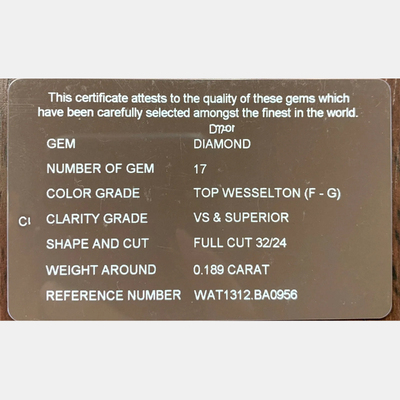 This certificate attests to the quality of these gems which
have been carefully selected amongst the finest in the world.
GEM DIAMOND
NUMBER OF GEM 17
COLOR GRADE TOP WESSELTON (F - G)
CLARITY GRADE VS & SUPERIOR
SHAPE AND CUT FULL CUT 32/24
WEIGHT AROUND 0.189 CARAT
REFERENCE NUMBER WAT1312.BA0956